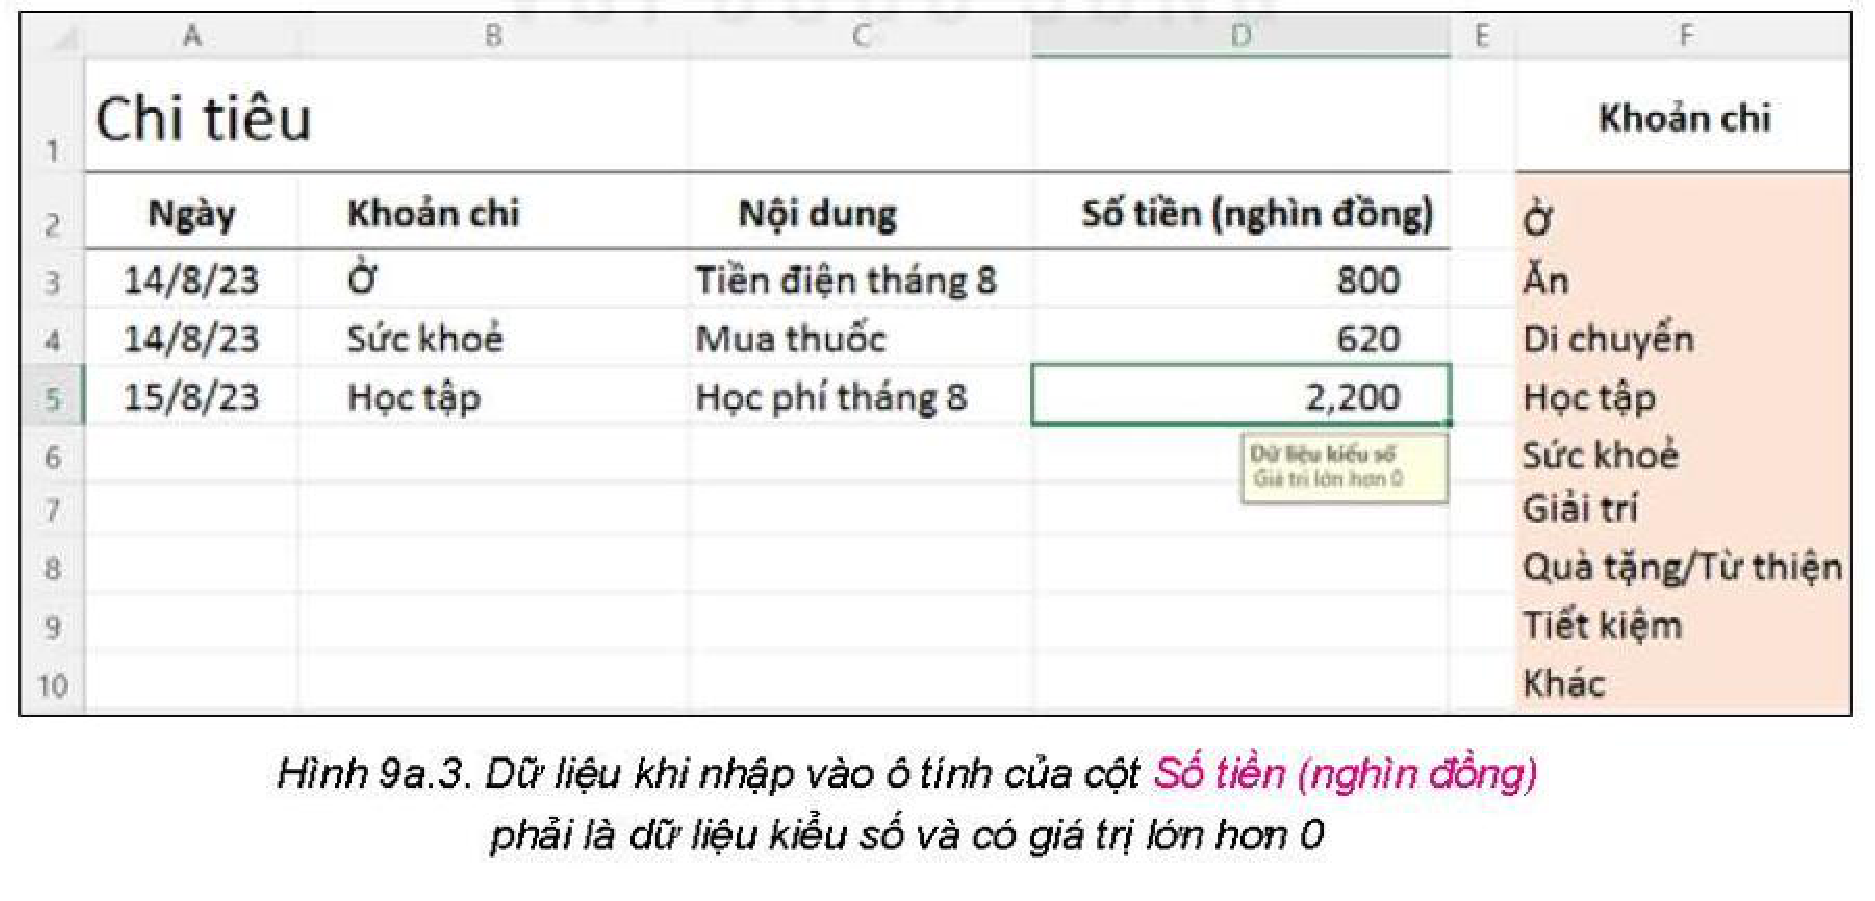 A B C D E F
1 Chi tiêu Khoản chi
2 Ngày Khoản chi Nội dung Số tiền (nghìn đồng) Ở
3 14/8/23 Ở Tiền điện tháng 8 800 Ăn
4 14/8/23 Sức khoẻ Mua thuốc 620 Di chuyển
5 15/8/23 Học tập Học phí tháng 8 2,200 Học tập
6 Dữ liệu kiểu số Sức khoẻ
Giá trị lớn hơn 0
7 Giải trí
8 Quà tặng/Từ thiện
9 Tiết kiệm
10 Khác
Hình 9a.3. Dữ liệu khi nhập vào ô tính của cột Số tiền (nghìn đồng)
phải là dữ liệu kiểu số và có giá trị lớn hơn 0